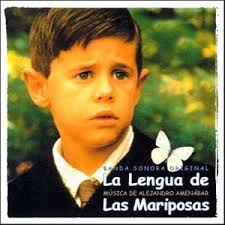 BANDA SONORA ORIGINAL
La Lengua de
MÚSICA DE ALEJANDRO AMENÁBAR
Las Mariposas